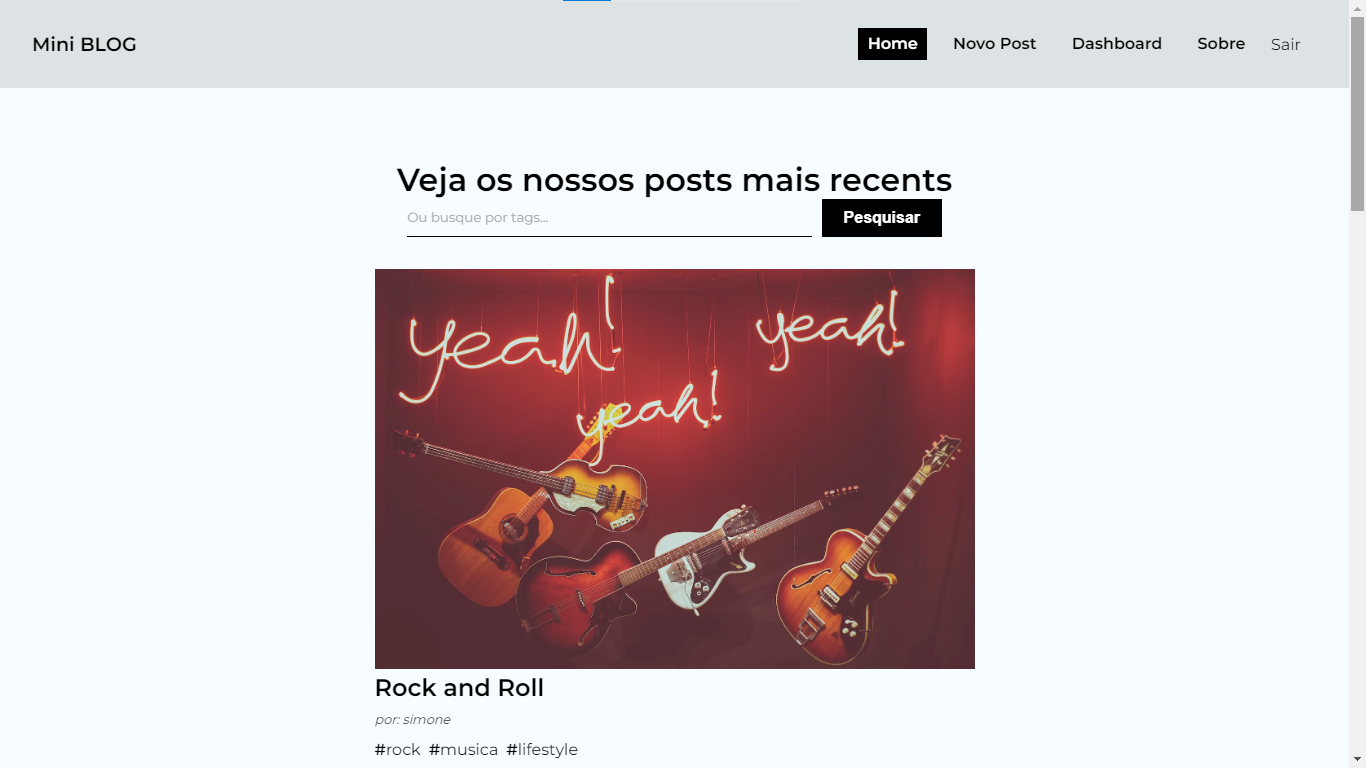 Mini BLOG
Home Novo Post Dashboard Sobre Sair
Veja os nossos posts mais recents
Ou busque por tags...
Pesquisar
yeah! yeah!
yeah!
Rock and Roll
por: simone
#rock #musica #lifestyle